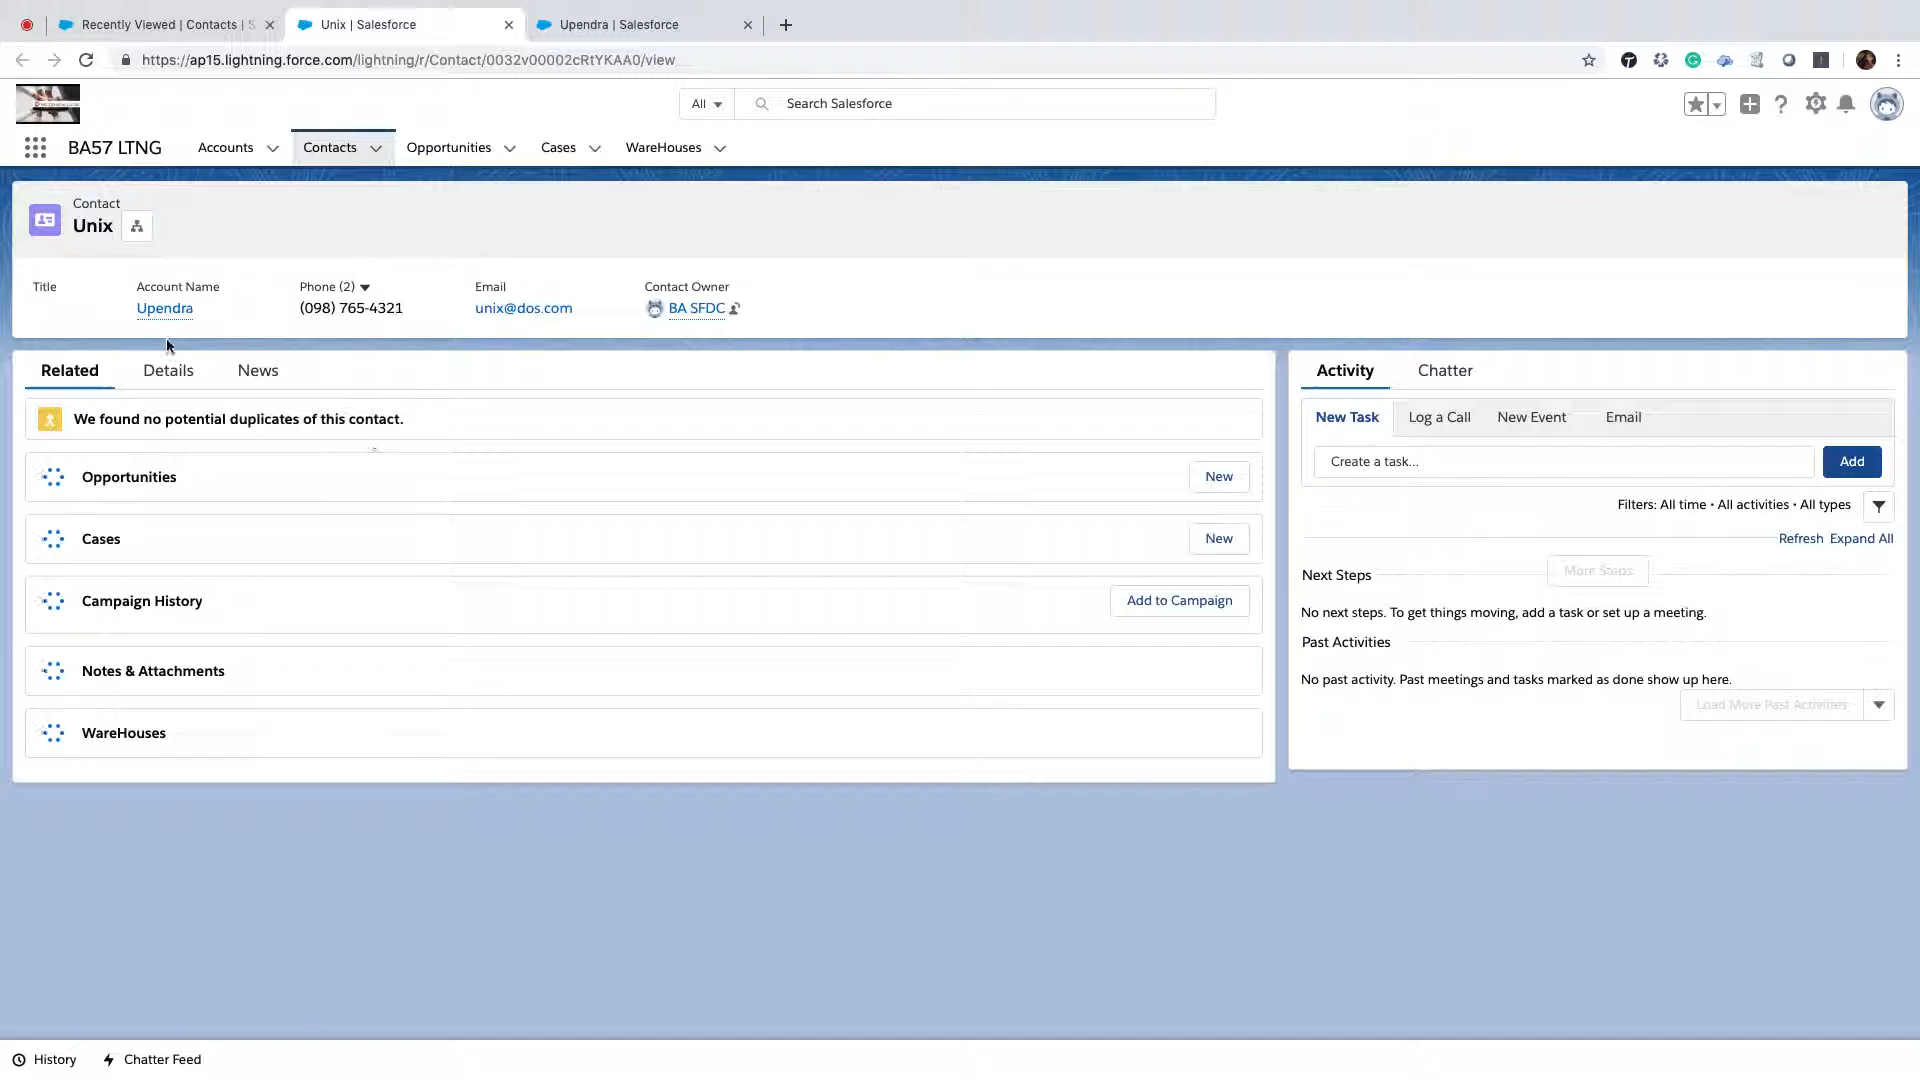 Recently Viewed | Contacts | S
Unix | Salesforce
Upendra | Salesforce
https://ap15.lightning.force.com/lightning/r/Contact/0032v00002cRtYKAA0/view
All
Search Salesforce
BA57 LTNG
Accounts
Contacts
Opportunities
Cases
WareHouses
Contact
Unix
Title
Account Name
Upendra
Phone (2)
(098) 765-4321
Email
unix@dos.com
Contact Owner
BA SFDC
Related
Details
News
We found no potential duplicates of this contact.
Opportunities
New
Cases
New
Campaign History
Add to Campaign
Notes & Attachments
WareHouses
Activity
Chatter
New Task
Log a Call
New Event
Email
Create a task...
Add
Filters: All time • All activities • All types
Refresh
Expand All
Next Steps
More Steps
No next steps. To get things moving, add a task or set up a meeting.
Past Activities
No past activity. Past meetings and tasks marked as done show up here.
Load More Past Activities
History
Chatter Feed